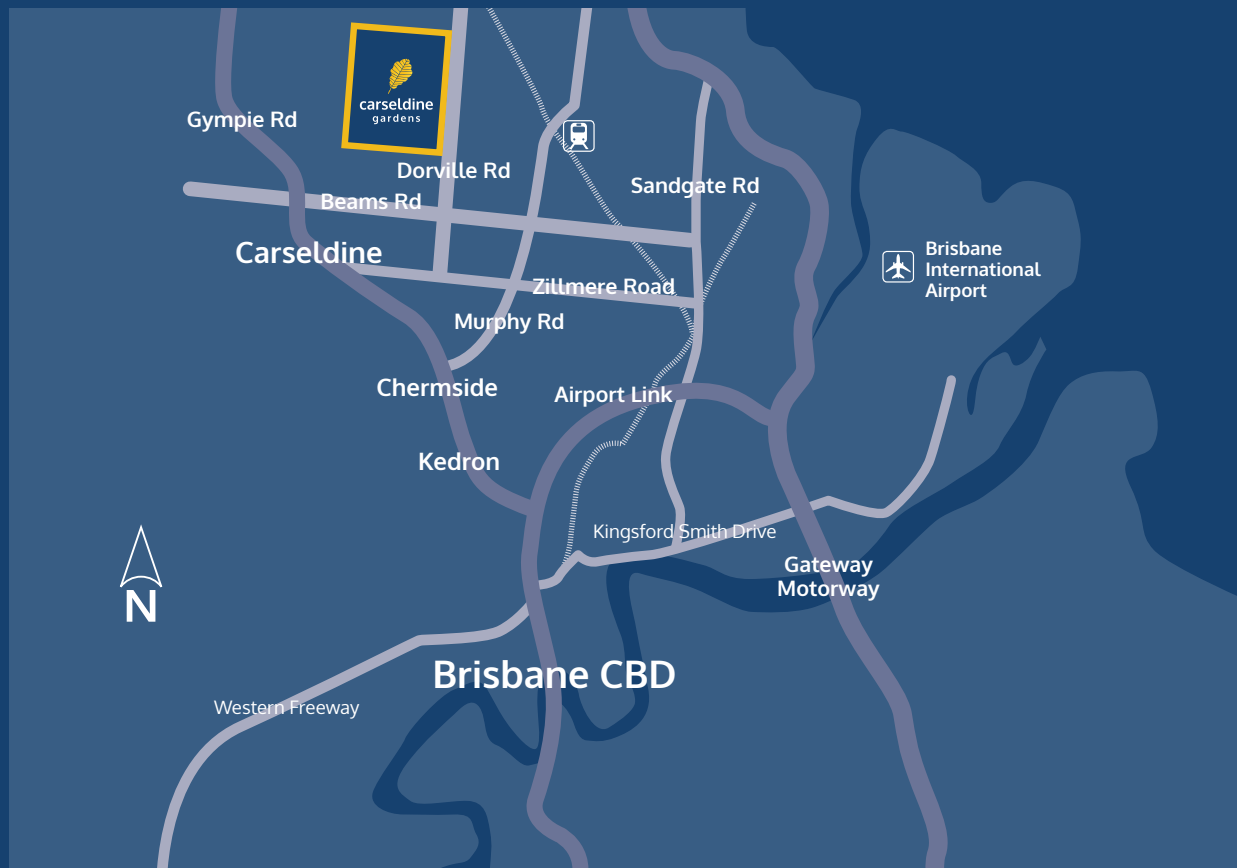 carseldine
gardens
Gympie Rd
Dorville Rd
Sandgate Rd
Beams Rd
Carseldine
Brisbane
International
Airport
Zillmere Road
Murphy Rd
Chermside
Airport Link
Kedron
Kingsford Smith Drive
Gateway
Motorway
N
Brisbane CBD
Western Freeway